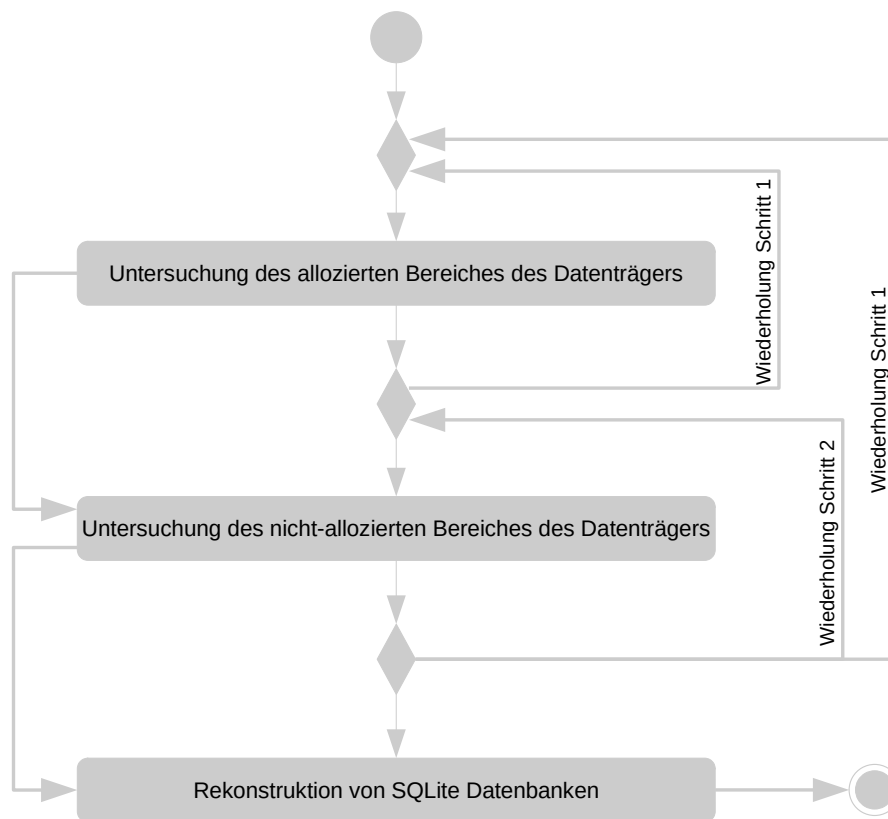 Wiederholung Schritt 1
Untersuchung des allozierten Bereiches des Datenträgers
Wiederholung Schritt 1
Wiederholung Schritt 2
Untersuchung des nicht-allozierten Bereiches des Datenträgers
Rekonstruktion von SQLite Datenbanken